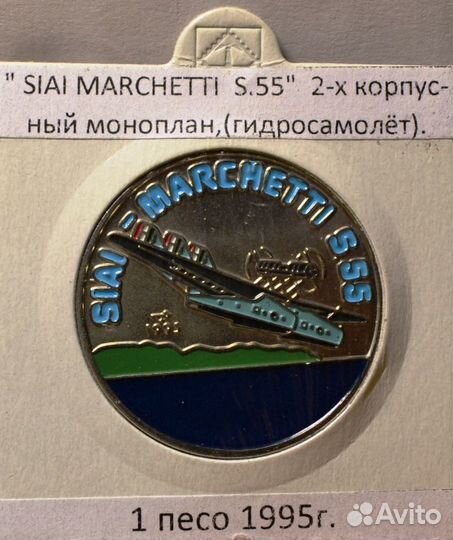 " SIAI MARCHETTI S.55" 2-х корпус-
ный моноплан,(гидросамолёт).
SIAI - MARCHETTI S 55
1 песо 1995г.
Avito